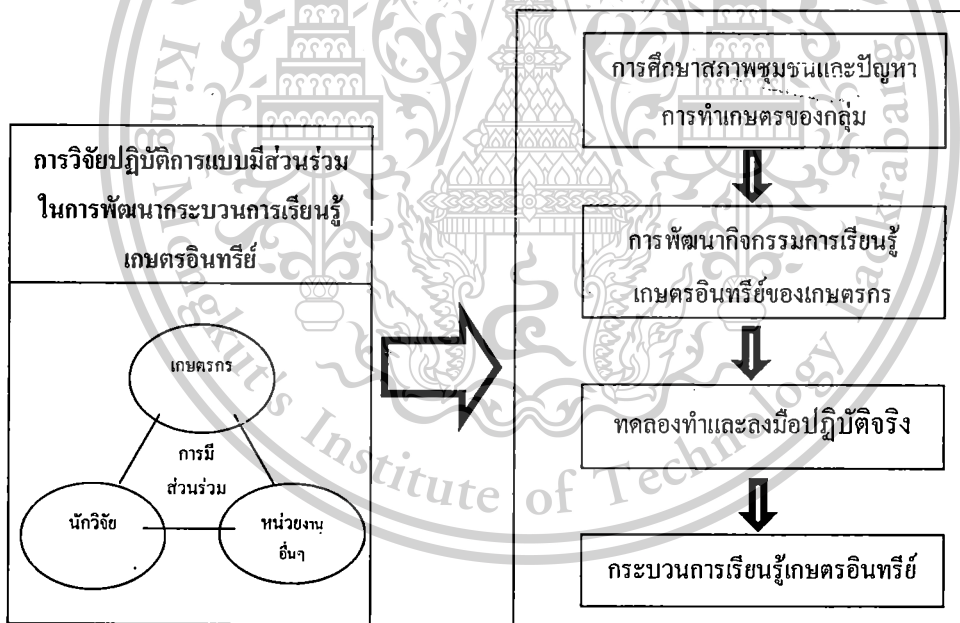 การวิจัยปฏิบัติการแบบมีส่วนร่วม
ในการพัฒนากระบวนการเรียนรู้
เกษตรอินทรีย์
เกษตรกร
การมี
ส่วนร่วม
นักวิจัย
หน่วยงาน
อื่นๆ
การศึกษาสภาพชุมชนและปัญหา
การทำเกษตรของกลุ่ม
การพัฒนากิจกรรมการเรียนรู้
เกษตรอินทรีย์ของเกษตรกร
ทดลองทำและลงมือปฏิบัติจริง
กระบวนการเรียนรู้เกษตรอินทรีย์
King Mongkut's Institute of Technology Ladkrabang